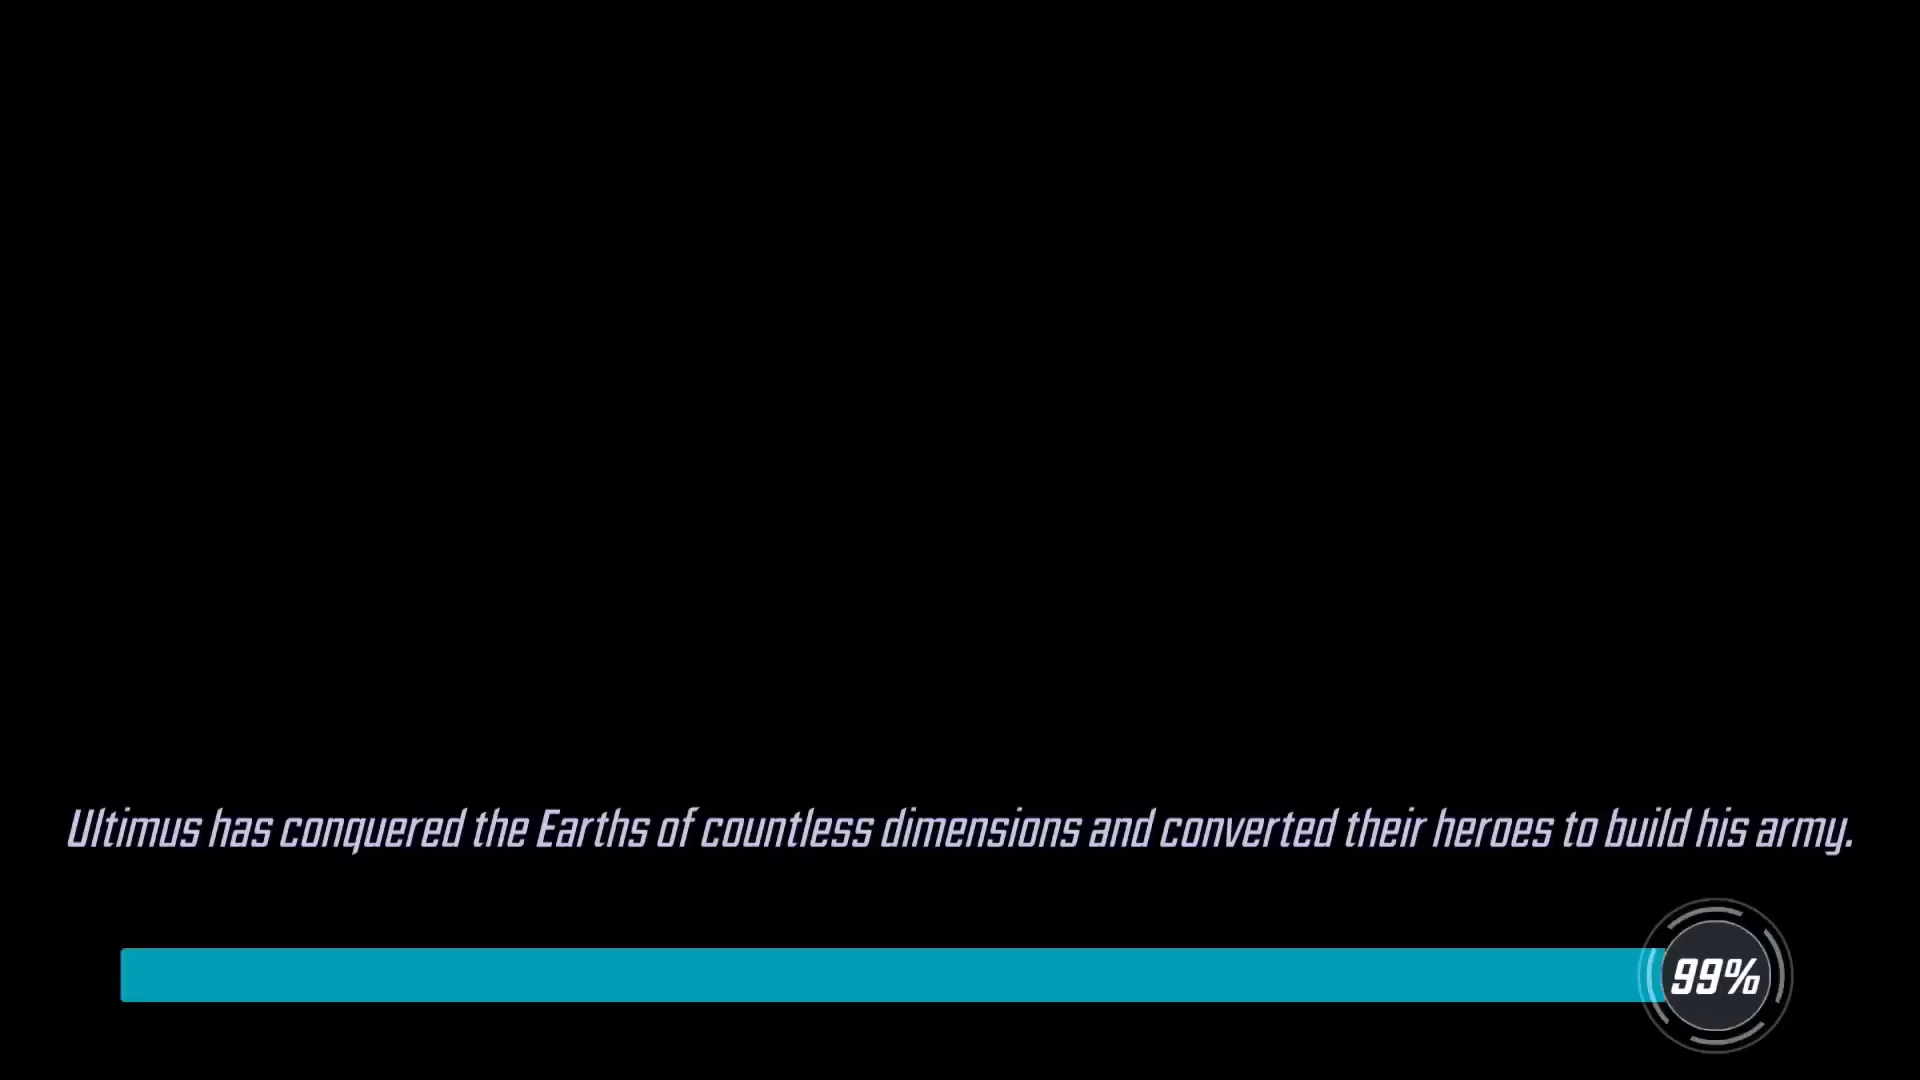 Ultimus has conquered the Earths of countless dimensions and converted their heroes to build his army.
99%